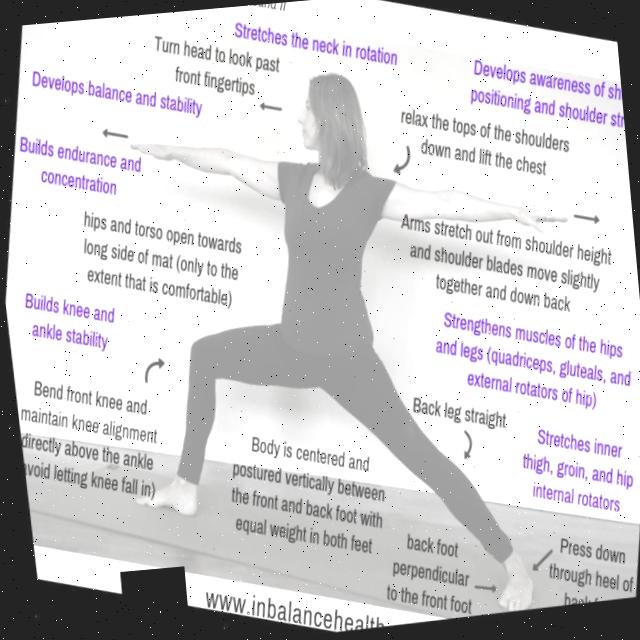 Stretches the neck in rotation
Turn head to look past
front fingertips
Develops balance and stability
Develops awareness of
positioning and shoulder
relax the tops of the shoulders
down and lift the chest
Builds endurance and
concentration
hips and torso open towards
long side of mat (only to the
extent that is comfortable)
Arms stretch out from shoulder height
and shoulder blades move slightly
together and down back
Builds knee and
ankle stability
Strengthens muscles of the hips
and legs (quadriceps, gluteals, and
external rotators of hip)
Bend front knee and
maintain knee alignment
directly above the ankle
letting knee fall in)
Back leg straight
Stretches inner
thigh, groin, and hip
internal rotators
Body is centered and
postured vertically between
the front and back foot with
equal weight in both feet
back foot
perpendicular
to the front foot
Press down
through heel of
www.inbalancehealth